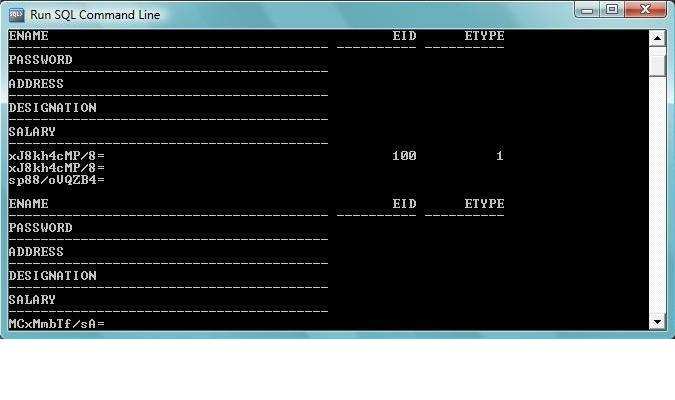 Run SQL Command Line
ENAME EID ETYPE
---------------------------------------- ---------- ----------
PASSWORD
----------------------------------------
ADDRESS
----------------------------------------
DESIGNATION
----------------------------------------
SALARY
----------------------------------------
xJ8kh4cMP/8= 100 1
xJ8kh4cMP/8=
sp88/oVQZB4=
ENAME EID ETYPE
---------------------------------------- ---------- ----------
PASSWORD
----------------------------------------
ADDRESS
----------------------------------------
DESIGNATION
----------------------------------------
SALARY
----------------------------------------
MCxMmbTf/sA=